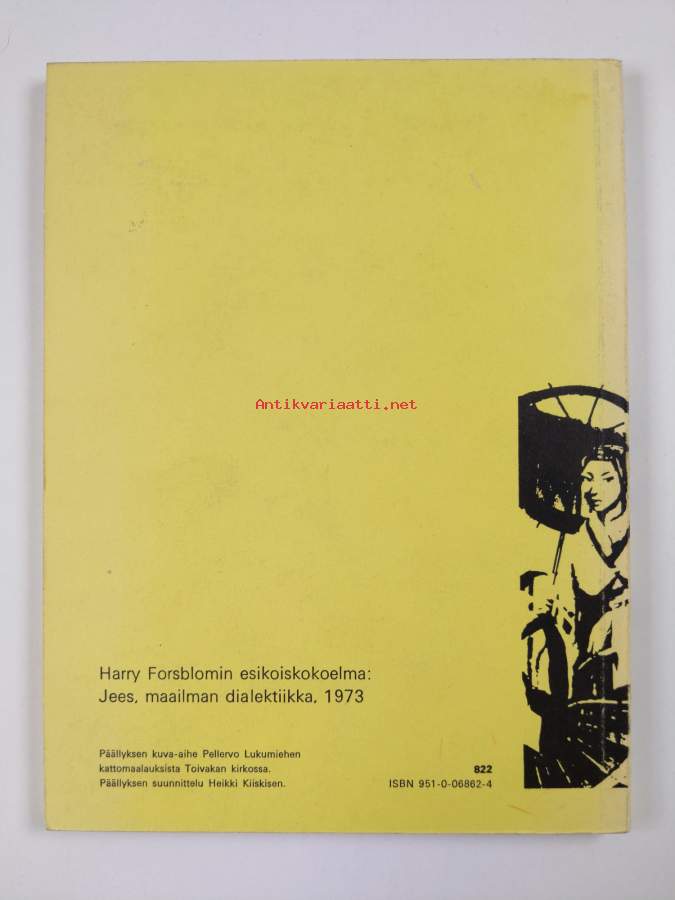 Antikvariaatti.net
Harry Forsblomin esikoiskokoelma:
Jees, maailman dialektiikka, 1973
Päällyksen kuva-aihe Pellervo Lukumiehen
kattomaalauksista Toivakan kirkossa.
Päällyksen suunnittelu Heikki Kiiskisen.
822
ISBN 951-0-06862-4